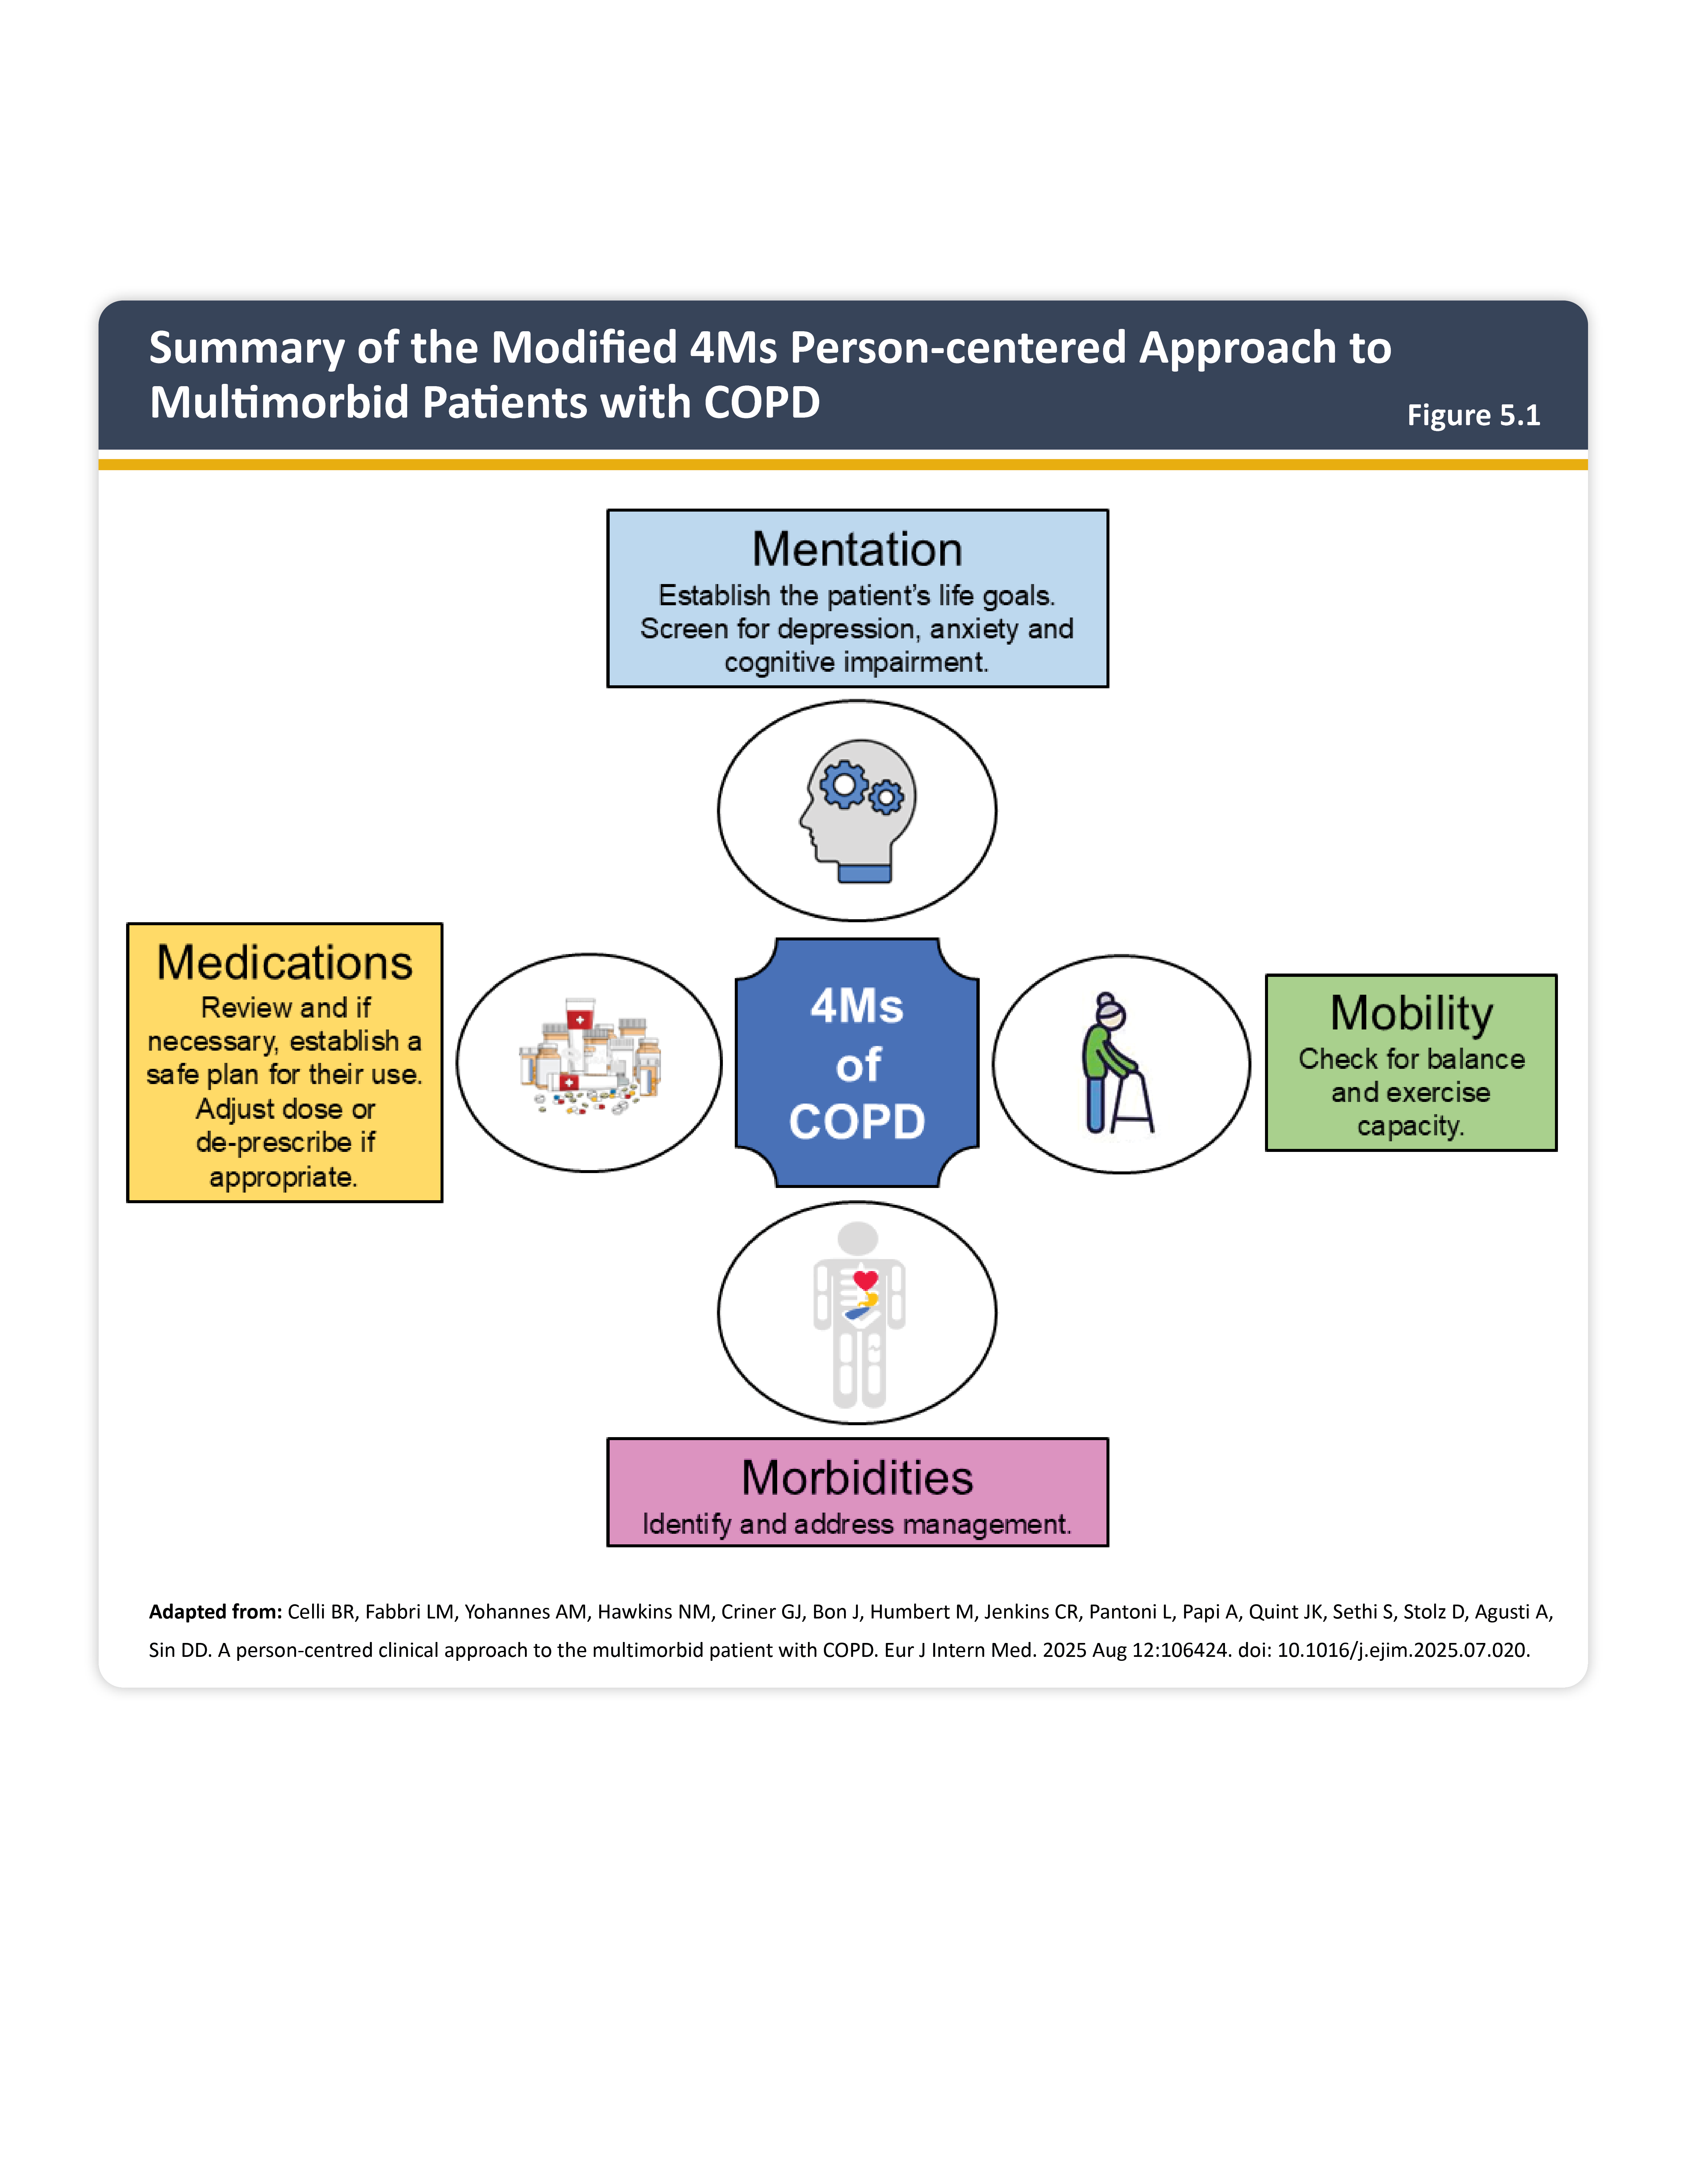 Summary of the Modified 4Ms Person-centered Approach to
Multimorbid Patients with COPD
Figure 5.1
Mentation
Establish the patient’s life goals.
Screen for depression, anxiety and
cognitive impairment.
Medications
Review and if
necessary, establish a
safe plan for their use.
Adjust dose or
de-prescribe if
appropriate.
4Ms
of
COPD
Mobility
Check for balance
and exercise
capacity.
Morbidities
Identify and address management.
Adapted from: Celli BR, Fabbri LM, Yohannes AM, Hawkins NM, Criner GJ, Bon J, Humbert M, Jenkins CR, Pantoni L, Papi A, Quint JK, Sethi S, Stolz D, Agusti A,
Sin DD. A person-centred clinical approach to the multimorbid patient with COPD. Eur J Intern Med. 2025 Aug 12:106424. doi: 10.1016/j.ejim.2025.07.020.